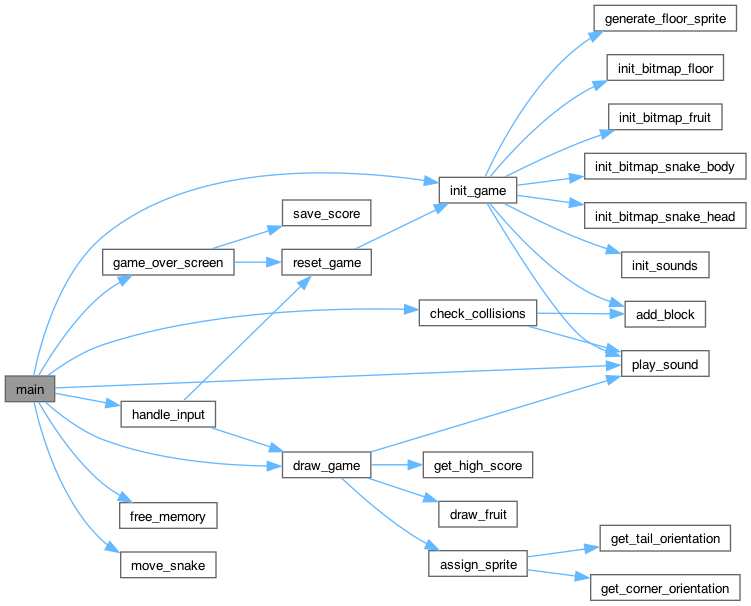 generate_floor_sprite
init_bitmap_floor
init_bitmap_fruit
init_bitmap_snake_body
init_game
save_score
init_bitmap_snake_head
game_over_screen
reset_game
init_sounds
check_collisions
add_block
play_sound
main
handle_input
draw_game
get_high_score
free_memory
draw_fruit
get_tail_orientation
move_snake
assign_sprite
get_corner_orientation